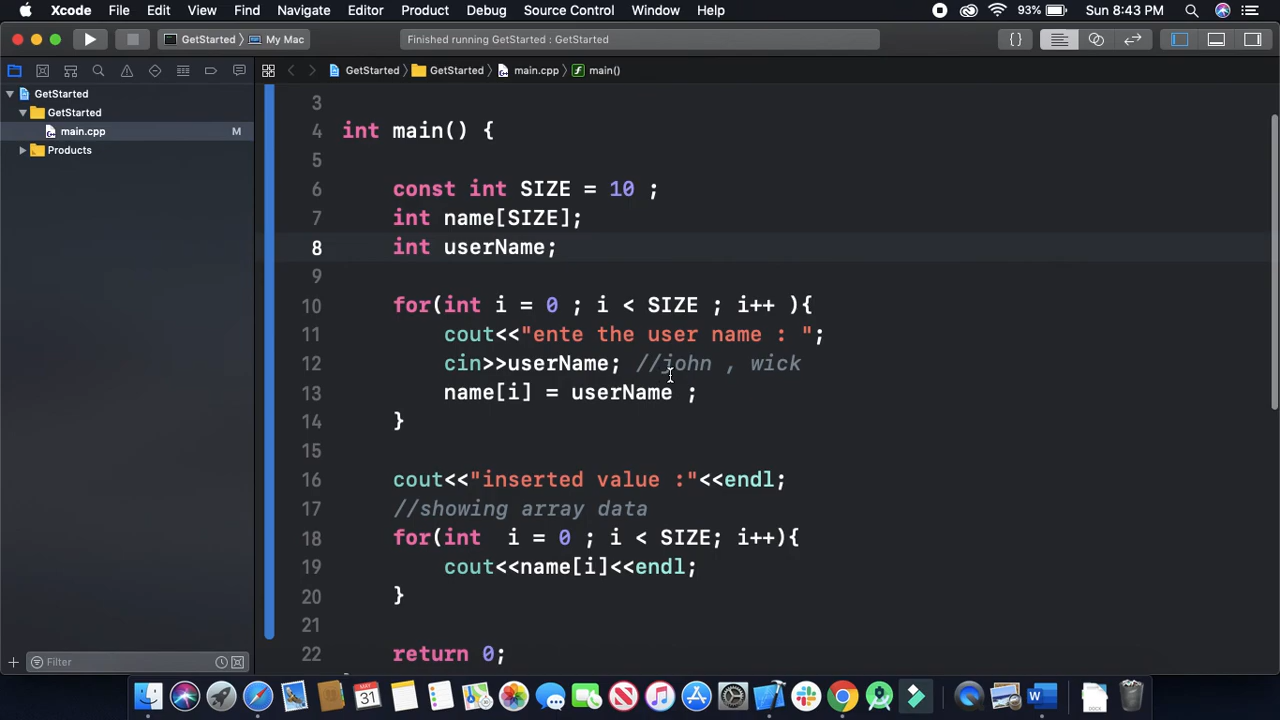 Xcode File Edit View Find Navigate Editor Product Debug Source Control Window Help 93% Sun 8:43 PM
GetStarted My Mac Finished running GetStarted : GetStarted {}
GetStarted GetStarted main.cpp main()
GetStarted
GetStarted
main.cpp M
Products
3
4 int main() {
5
6 const int SIZE = 10 ;
7 int name[SIZE];
8 int userName;
9
10 for(int i = 0 ; i < SIZE ; i++ ){
11 cout<<"ente the user name : ";
12 cin>>userName; //john , wick
13 name[i] = userName ;
14 }
15
16 cout<<"inserted value :"<<endl;
17 //showing array data
18 for(int  i = 0 ; i < SIZE; i++){
19 cout<<name[i]<<endl;
20 }
21
22 return 0;
Filter
MAY
31
W
DOCX